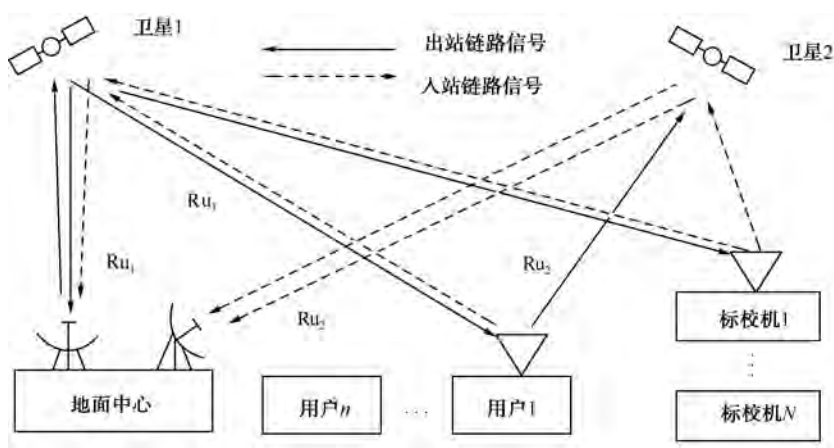 卫星1
出站链路信号
入站链路信号
卫星2
Ru₁
Ru₁
Ru₂
Ru₂
地面中心
用户n
...
用户1
标校机1
⋮
标校机N